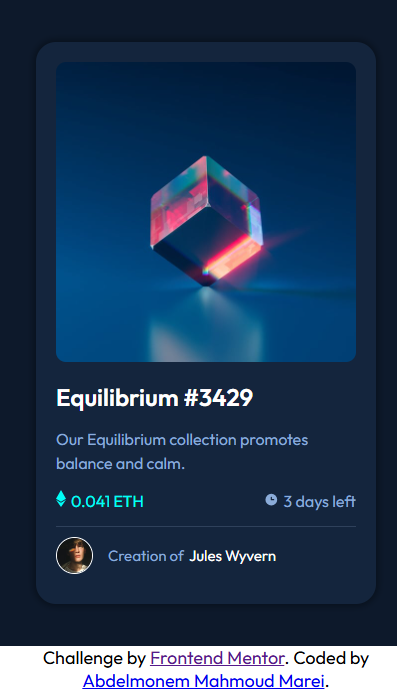 Equilibrium #3429
Our Equilibrium collection promotes
balance and calm.
0.041 ETH 3 days left
Creation of Jules Wyvern
Challenge by Frontend Mentor. Coded by
Abdelmonem Mahmoud Marei.